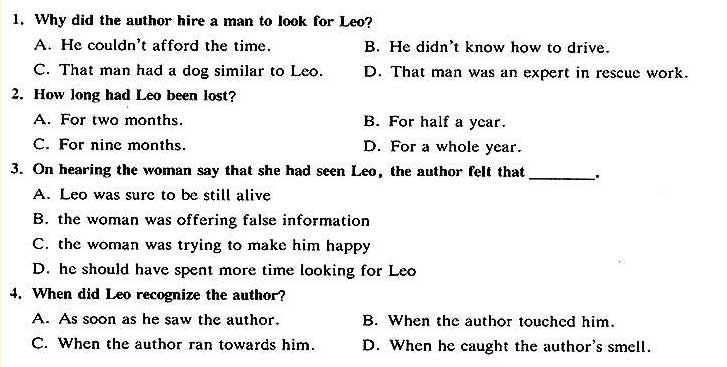 1. Why did the author hire a man to look for Leo?
A. He couldn't afford the time. B. He didn't know how to drive.
C. That man had a dog similar to Leo. D. That man was an expert in rescue work.
2. How long had Leo been lost?
A. For two months. B. For half a year.
C. For nine months. D. For a whole year.
3. On hearing the woman say that she had seen Leo, the author felt that ________.
A. Leo was sure to be still alive
B. the woman was offering false information
C. the woman was trying to make him happy
D. he should have spent more time looking for Leo
4. When did Leo recognize the author?
A. As soon as he saw the author. B. When the author touched him.
C. When the author ran towards him. D. When he caught the author's smell.